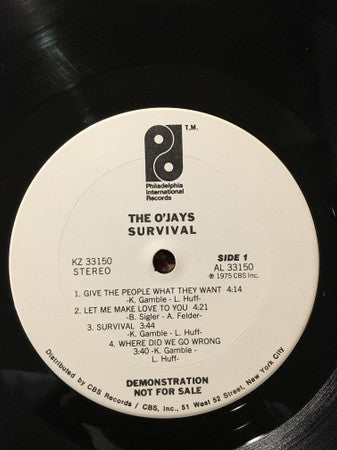 T.M.
Philadelphia
International
Records
THE O'JAYS
SURVIVAL
KZ 33150
STEREO
SIDE 1
AL 33150
℗ 1975 CBS Inc.
1. GIVE THE PEOPLE WHAT THEY WANT 4:14
-K. Gamble - L. Huff-
2. LET ME MAKE LOVE TO YOU 4:21
-B. Sigler - A. Felder-
3. SURVIVAL 3:44
-K. Gamble - L. Huff-
4. WHERE DID WE GO WRONG
3:40 -K. Gamble -
L. Huff-
DEMONSTRATION
NOT FOR SALE
Distributed by CBS Records / CBS, Inc., 51 West 52 Street, New York City